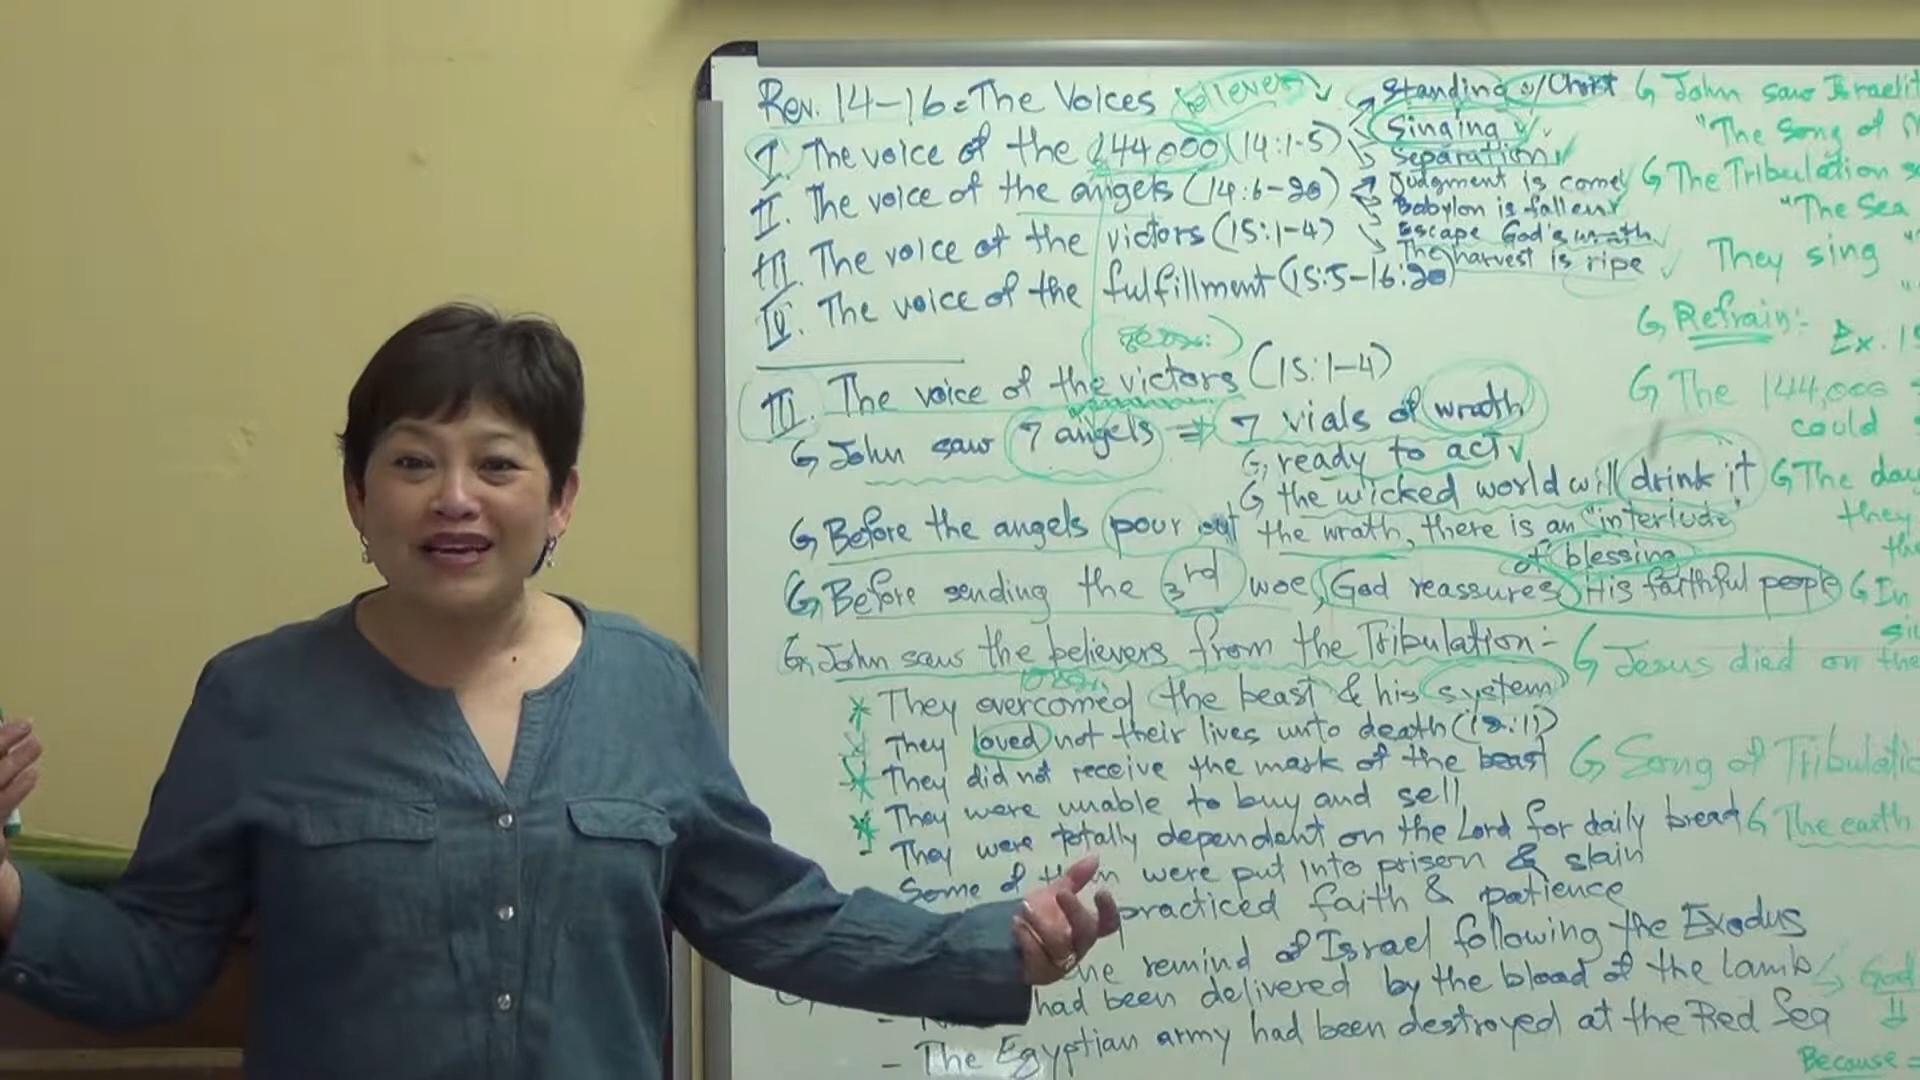 Rev. 14-16 = The Voices believers
I. The voice of the 144,000 (14:1-5)
Standing w/Christ
Singing
Separation
II. The voice of the angels (14:6-20)
Judgment is come
Babylon is fallen
Escape God's wrath
The harvest is ripe
III. The voice of the victors (15:1-4)
IV. The voice of the fulfillment (15:5-16:20)
III. The voice of the victors (15:1-4)
John saw 7 angels ⇒ 7 vials of wrath
ready to act
the wicked world will drink it
Before the angels pour out the wrath, there is an "interlude"
of blessing
Before sending the 3rd woe, God reassures His faithful people
John saw the believers from the Tribulation:-
* They overcomed the beast & his system
They loved not their lives unto death (12:11)
* They did not receive the mark of the beast
* They were unable to buy and sell
- They were totally dependent on the Lord for daily bread
Some of them were put into prison & slain
practiced faith & patience
remind of Israel following the Exodus
had been delivered by the blood of the lamb
- The Egyptian army had been destroyed at the Red Sea
John saw
"The Song of
The Tribulation
"The Sea
They sing
Refrain:-
Ex.
The 144,000
could
The day
they
In
Jesus died on the
Song of
The earth
God
Because =